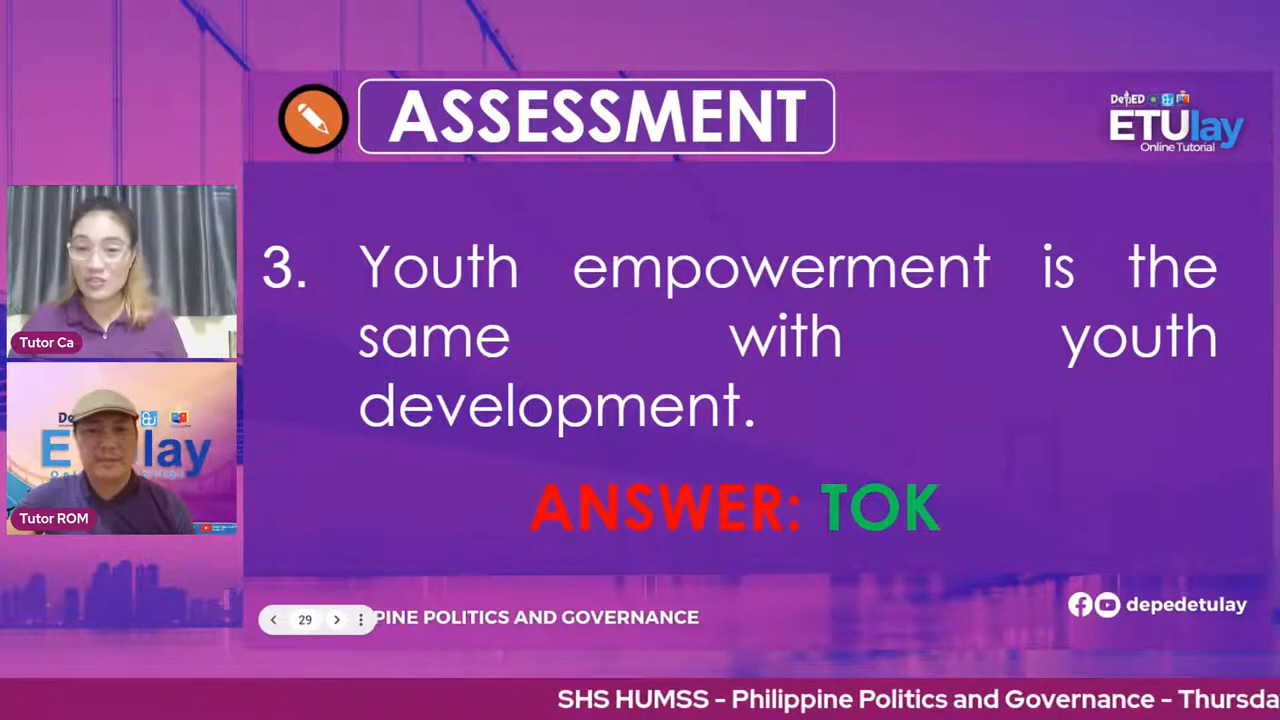 ASSESSMENT
DepED
ETUlay
Online Tutorial
3. Youth empowerment is the
same with youth
development.
ANSWER: TOK
Tutor Ca
Tutor ROM
29
PINE POLITICS AND GOVERNANCE
depedetulay
SHS HUMSS - Philippine Politics and Governance - Thursda